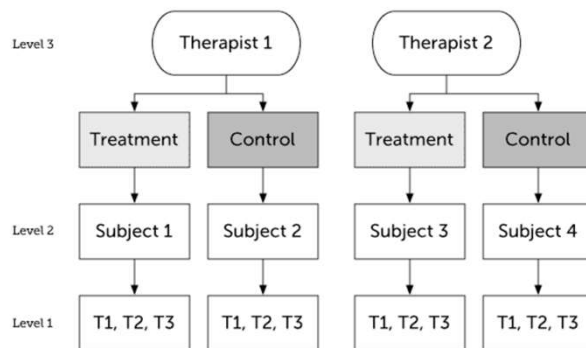 Level 3
Therapist 1
Therapist 2
Treatment
Control
Treatment
Control
Level 2
Subject 1
Subject 2
Subject 3
Subject 4
Level 1
T1, T2, T3
T1, T2, T3
T1, T2, T3
T1, T2, T3